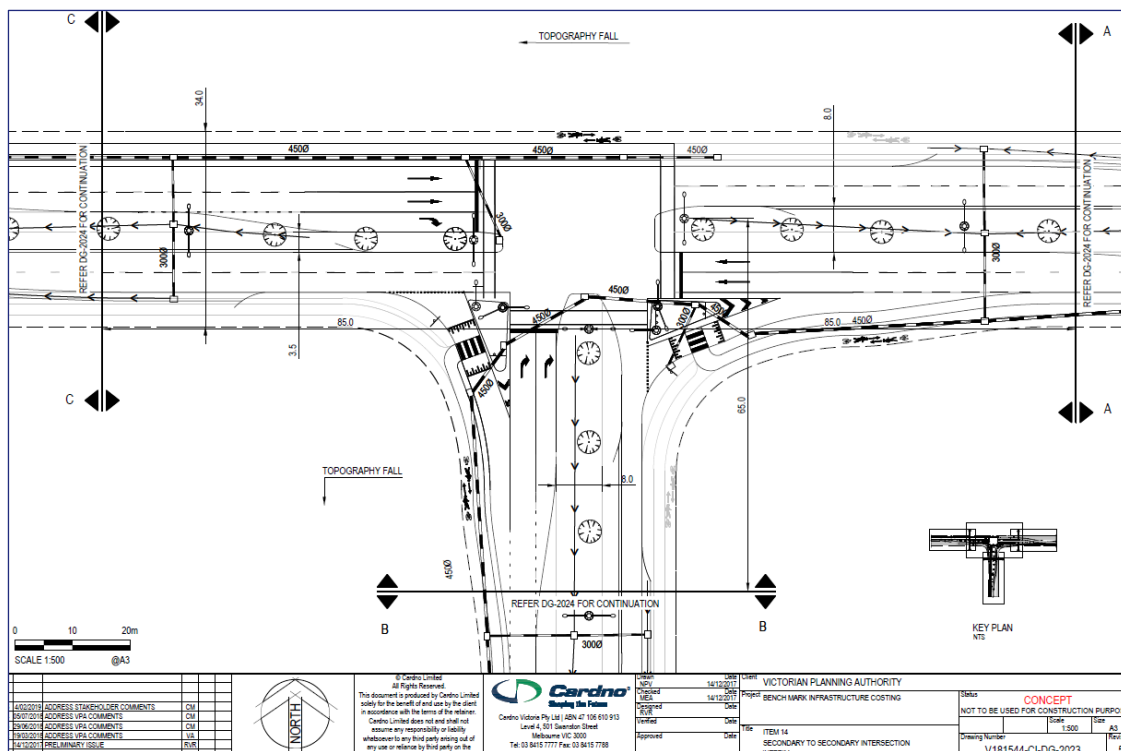 C
TOPOGRAPHY FALL
A
34.0
8.0
450Ø
450Ø
450Ø
REFER DG-2024 FOR CONTINUATION
300Ø
300Ø
300Ø
REFER DG-2024 FOR CONTINUATION
450Ø
85.0
450Ø
300Ø
85.0
450Ø
3.5
450Ø
C
A
65.0
TOPOGRAPHY FALL
8.0
450Ø
REFER DG-2024 FOR CONTINUATION
B
B
300Ø
KEY PLAN
NTS
0 10 20m
SCALE 1:500 @A3
4/02/2019 ADDRESS STAKEHOLDER COMMENTS CM
ADDRESS VPA COMMENTS CM
ADDRESS VPA COMMENTS CM
ADDRESS VPA COMMENTS VA
14/12/2017 PRELIMINARY ISSUE RVR
NORTH
© Cardno Limited
All Rights Reserved.
This document is produced by Cardno Limited
solely for the benefit of and use by the client
in accordance with the terms of the retainer.
Cardno Limited does not and shall not
assume any responsibility or liability
whatsoever to any third party arising out of
any use or reliance by third party on the
Cardno
Shaping the Future
Cardno Victoria Pty Ltd | ABN 47 106 610 913
Level 4, 501 Swanston Street
Melbourne VIC 3000
Tel: 03 8415 7777 Fax: 03 8415 7788
Drawn Date
NPV 14/12/2017
Checked Date
MEA 14/12/2017
Designed Date
RVR
Verified Date
Approved Date
Client VICTORIAN PLANNING AUTHORITY
Project BENCH MARK INFRASTRUCTURE COSTING
Title ITEM 14
SECONDARY TO SECONDARY INTERSECTION
Status
CONCEPT
NOT TO BE USED FOR CONSTRUCTION PURPO
Scale Size
1:500 A3
Drawing Number
V181544-CI-DG-2023